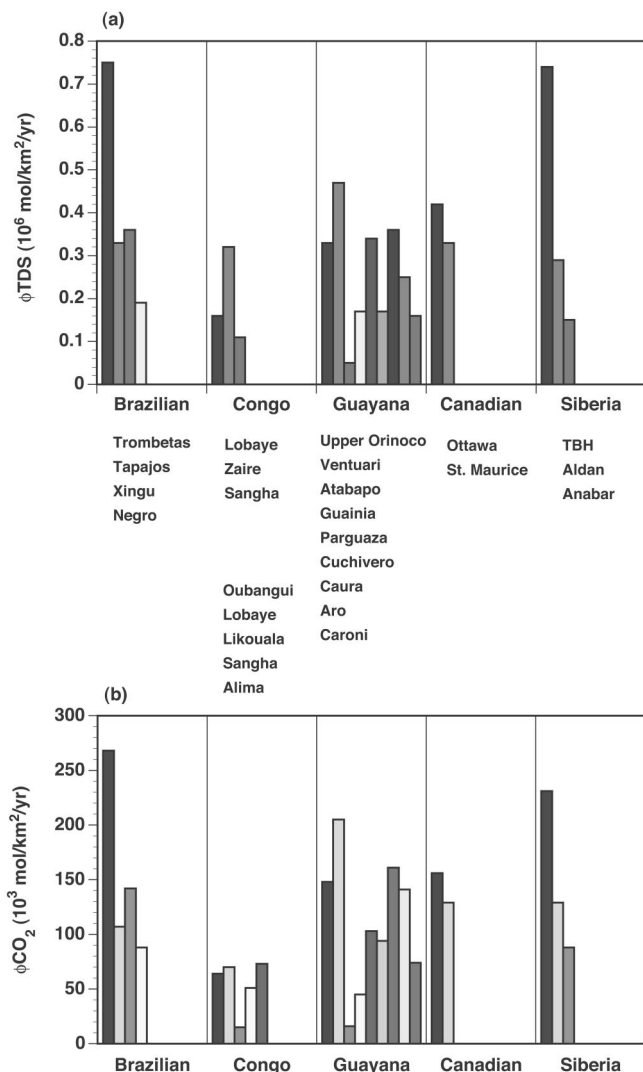 (a)
0.8
0.7
0.6
0.5
0.4
0.3
0.2
0.1
0
ϕTDS (10⁶ mol/km²/yr)
Brazilian Congo Guayana Canadian Siberia
Trombetas
Tapajos
Xingu
Negro
Lobaye
Zaire
Sangha
Oubangui
Lobaye
Likouala
Sangha
Alima
Upper Orinoco
Ventuari
Atabapo
Guainia
Parguaza
Cuchivero
Caura
Aro
Caroni
Ottawa
St. Maurice
TBH
Aldan
Anabar
(b)
300
250
200
150
100
50
0
ϕCO₂ (10³ mol/km²/yr)
Brazilian Congo Guayana Canadian Siberia